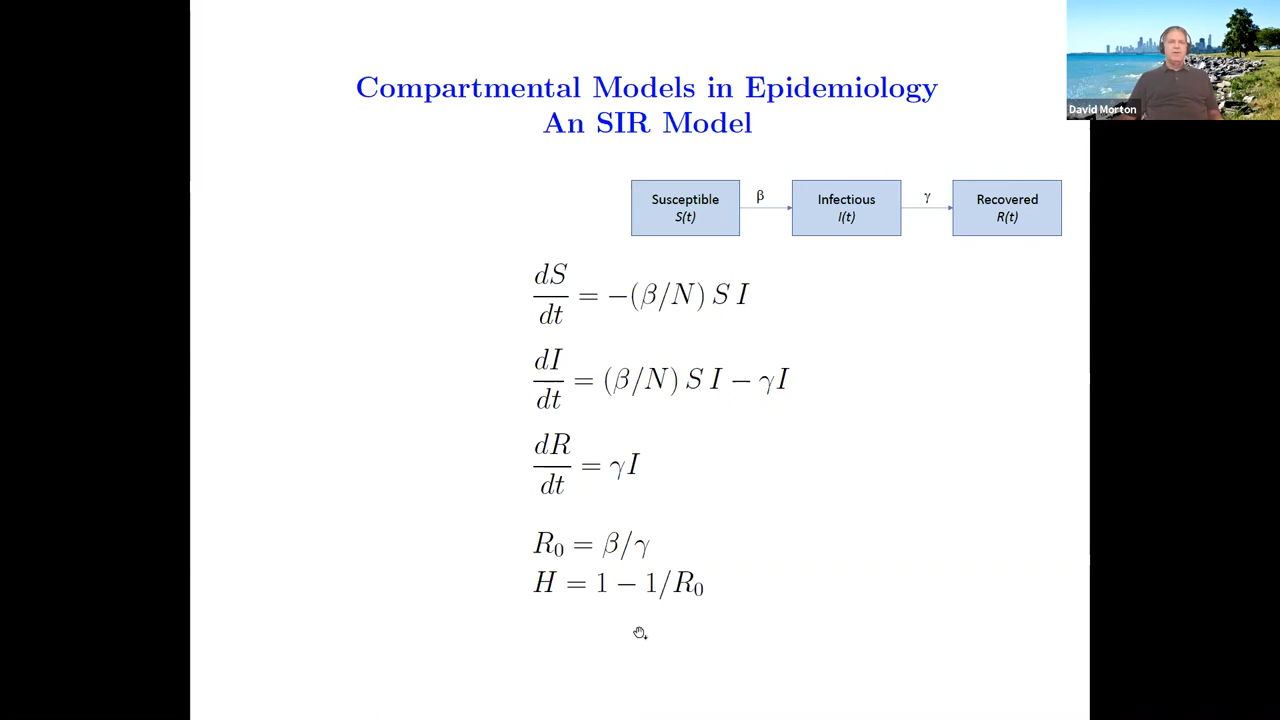 Compartmental Models in Epidemiology
An SIR Model
David Morton
Susceptible
S(t)
β
Infectious
I(t)
γ
Recovered
R(t)
dS/dt = −(β/N) S I
dI/dt = (β/N) S I − γI
dR/dt = γI
R₀ = β/γ
H = 1 − 1/R₀